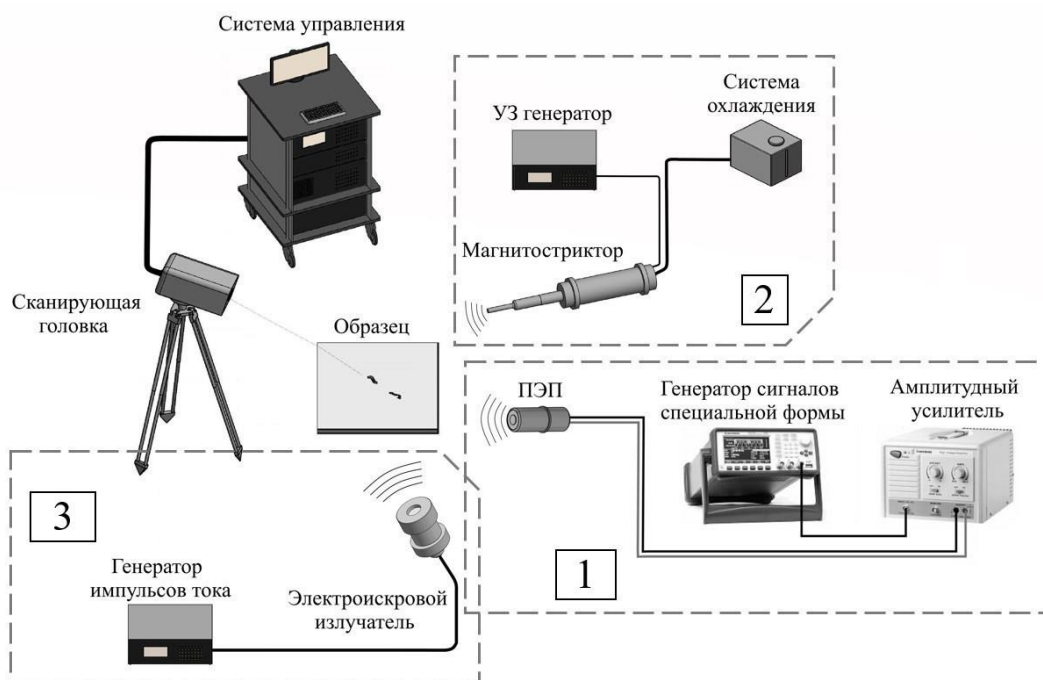 Система управления
УЗ генератор
Система
охлаждения
Магнитостриктор
2
Сканирующая
головка
Образец
ПЭП
Генератор сигналов
специальной формы
Амплитудный
усилитель
1
3
Генератор
импульсов тока
Электроискровой
излучатель